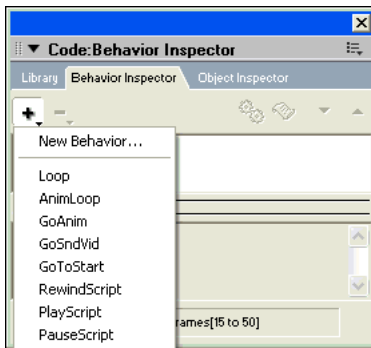 Code:Behavior Inspector
Library Behavior Inspector Object Inspector
New Behavior...
Loop
AnimLoop
GoAnim
GoSndVid
GoToStart
RewindScript
PlayScript
rames[15 to 50]
PauseScript